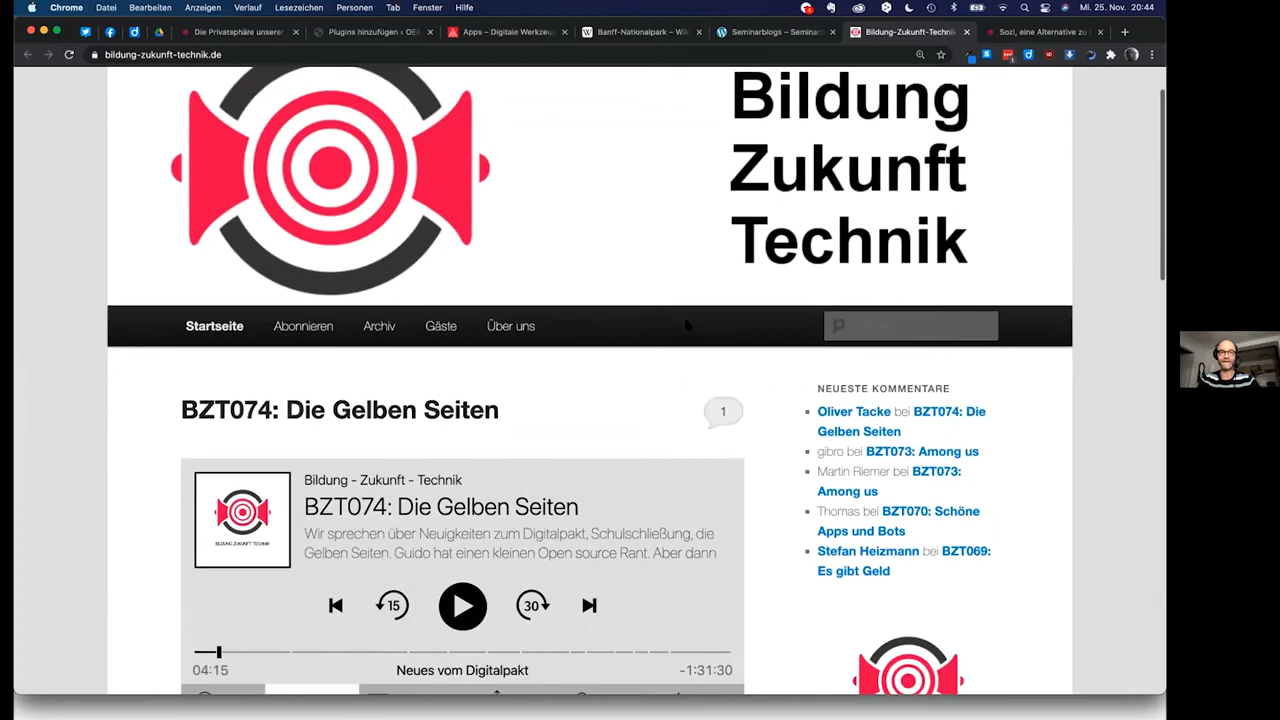 Chrome Datei Bearbeiten Anzeigen Verlauf Lesezeichen Personen Tab Fenster Hilfe Mi. 25. Nov. 20:44
Die Privatsphäre unserer Plugins hinzufügen ‹ OER Apps – Digitale Werkzeug Banff-Nationalpark – Wik Seminarblogs – Seminart Bildung-Zukunft-Technik Sozi, eine Alternative zu
bildung-zukunft-technik.de
Bildung
Zukunft
Technik
Startseite Abonnieren Archiv Gäste Über uns
BZT074: Die Gelben Seiten
1
Bildung - Zukunft - Technik
BZT074: Die Gelben Seiten
Wir sprechen über Neuigkeiten zum Digitalpakt, Schulschließung, die
Gelben Seiten. Guido hat einen kleinen Open source Rant. Aber dann
BILDUNG ZUKUNFT TECHNIK
15
30
04:15 Neues vom Digitalpakt -1:31:30
NEUESTE KOMMENTARE
Oliver Tacke bei BZT074: Die
Gelben Seiten
gibro bei BZT073: Among us
Martin Riemer bei BZT073:
Among us
Thomas bei BZT070: Schöne
Apps und Bots
Stefan Heizmann bei BZT069:
Es gibt Geld